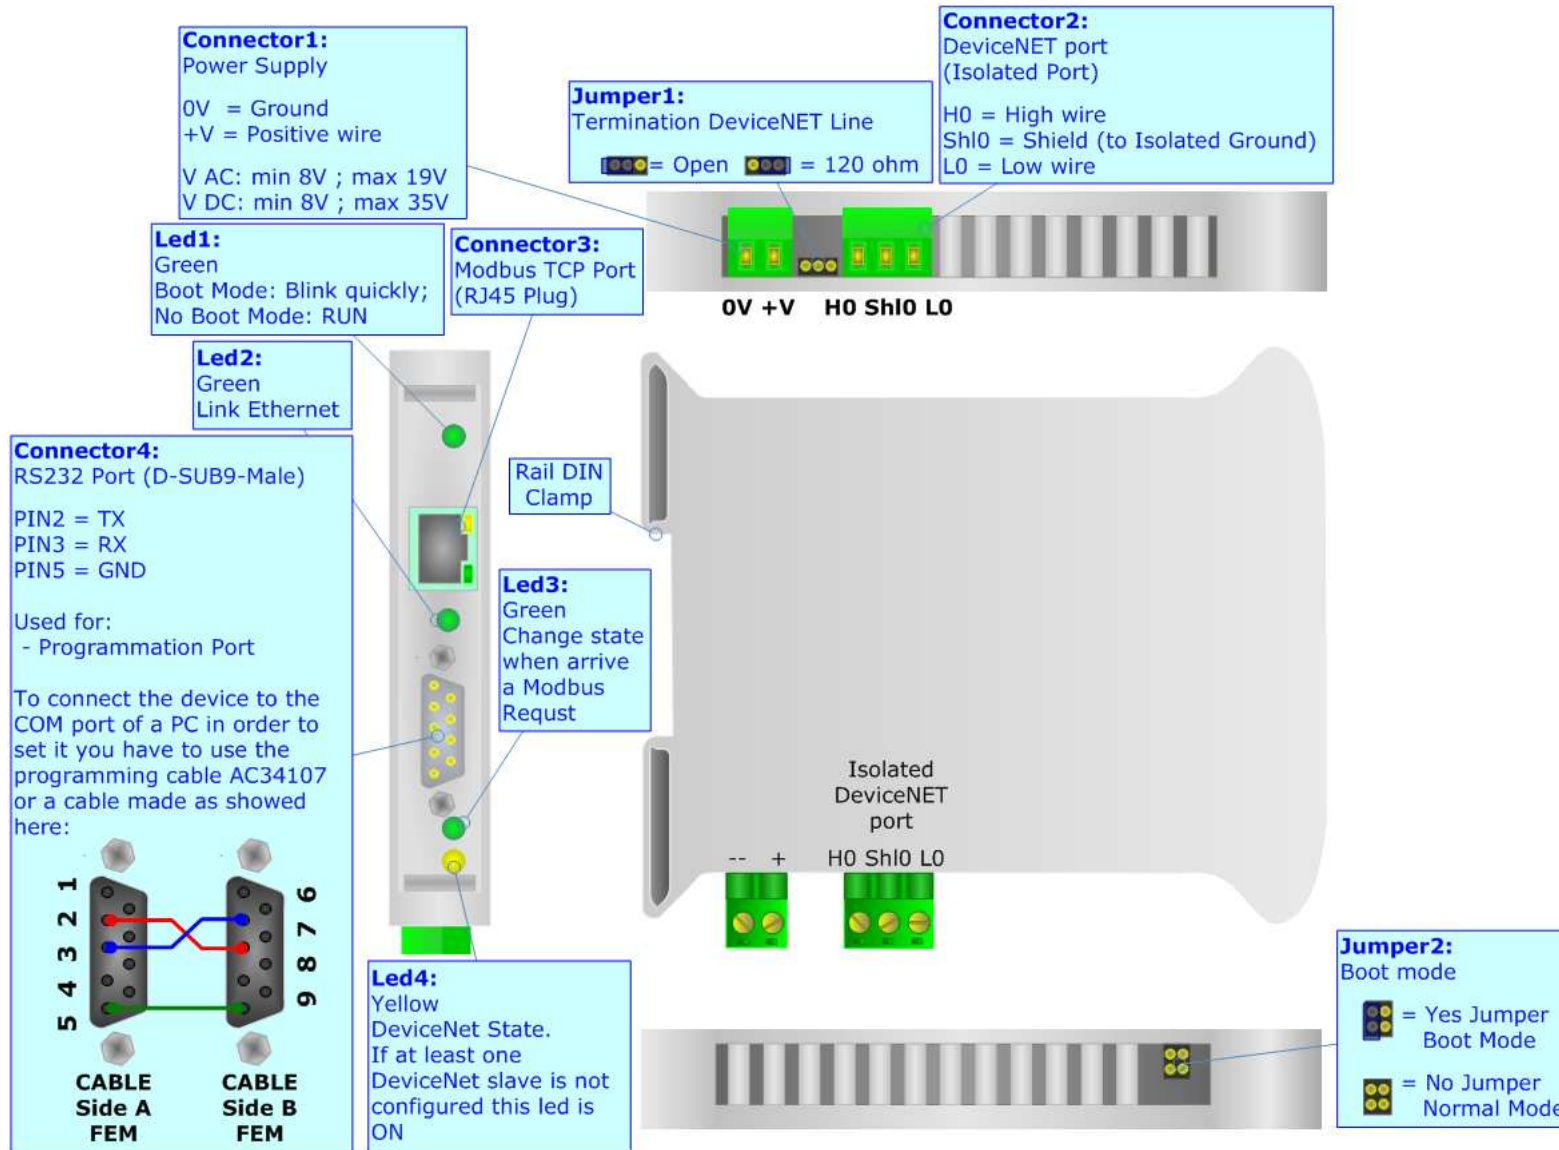 Connector1:
Power Supply
0V = Ground
+V = Positive wire
V AC: min 8V ; max 19V
V DC: min 8V ; max 35V
Jumper1:
Termination DeviceNET Line
= Open = 120 ohm
Connector2:
DeviceNET port
(Isolated Port)
H0 = High wire
Shl0 = Shield (to Isolated Ground)
L0 = Low wire
Led1:
Green
Boot Mode: Blink quickly;
No Boot Mode: RUN
Connector3:
Modbus TCP Port
(RJ45 Plug)
0V +V H0 Shl0 L0
Led2:
Green
Link Ethernet
Connector4:
RS232 Port (D-SUB9-Male)
PIN2 = TX
PIN3 = RX
PIN5 = GND
Used for:
- Programmation Port
To connect the device to the
COM port of a PC in order to
set it you have to use the
programming cable AC34107
or a cable made as showed
here:
1
2
3
4
5
6
7
8
9
CABLE
Side A
FEM
CABLE
Side B
FEM
Rail DIN
Clamp
Led3:
Green
Change state
when arrive
a Modbus
Requst
Isolated
DeviceNET
port
-- + H0 Shl0 L0
Led4:
Yellow
DeviceNet State.
If at least one
DeviceNet slave is not
configured this led is
ON
Jumper2:
Boot mode
= Yes Jumper
Boot Mode
= No Jumper
Normal Mode